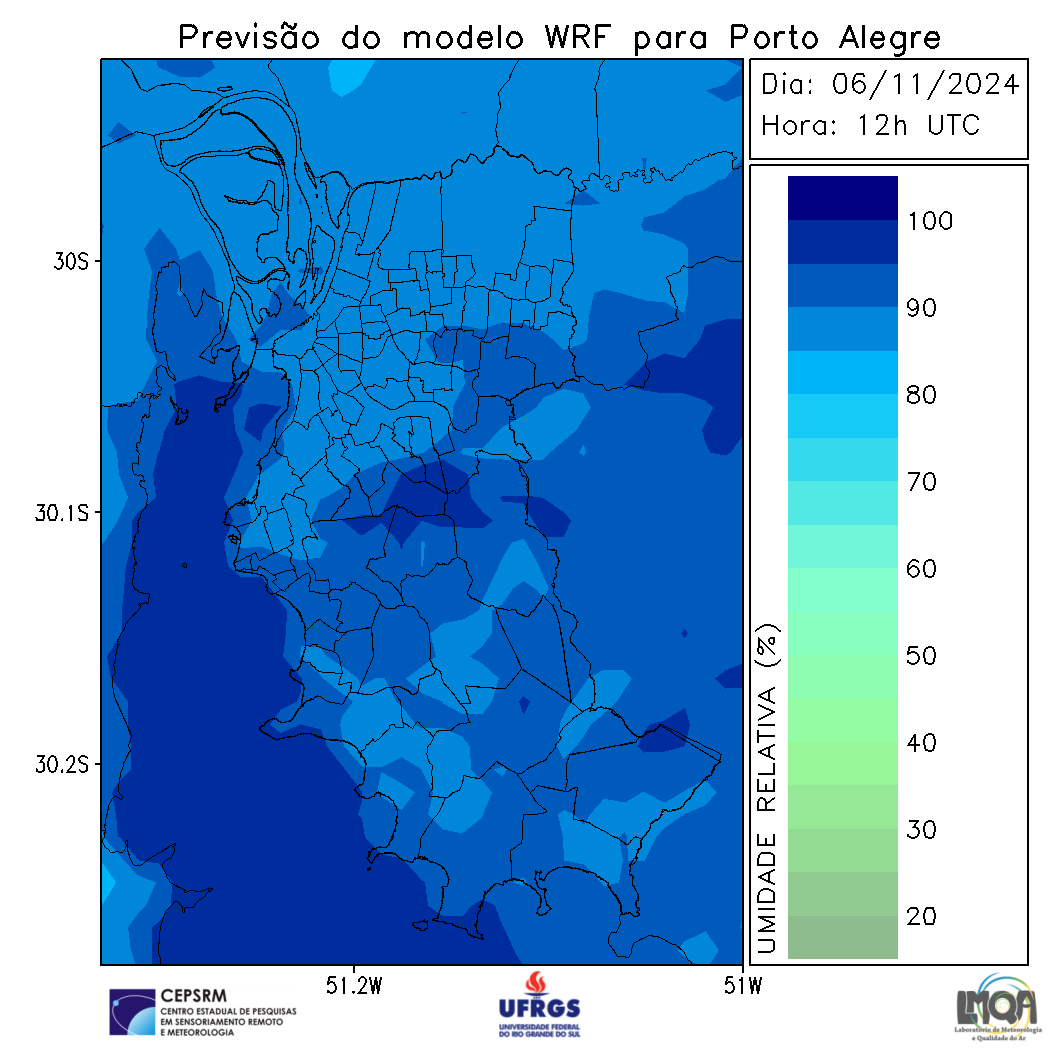 Previsão do modelo WRF para Porto Alegre
Dia: 06/11/2024
Hora: 12h UTC
30S
30.1S
30.2S
51.2W
51W
UMIDADE RELATIVA (%)
100
90
80
70
60
50
40
30
20
CEPSRM
CENTRO ESTADUAL DE PESQUISAS
EM SENSORIAMENTO REMOTO
E METEOROLOGIA
UFRGS
UNIVERSIDADE FEDERAL
DO RIO GRANDE DO SUL
LMQA
Laboratório de Meteorologia
e Qualidade do Ar